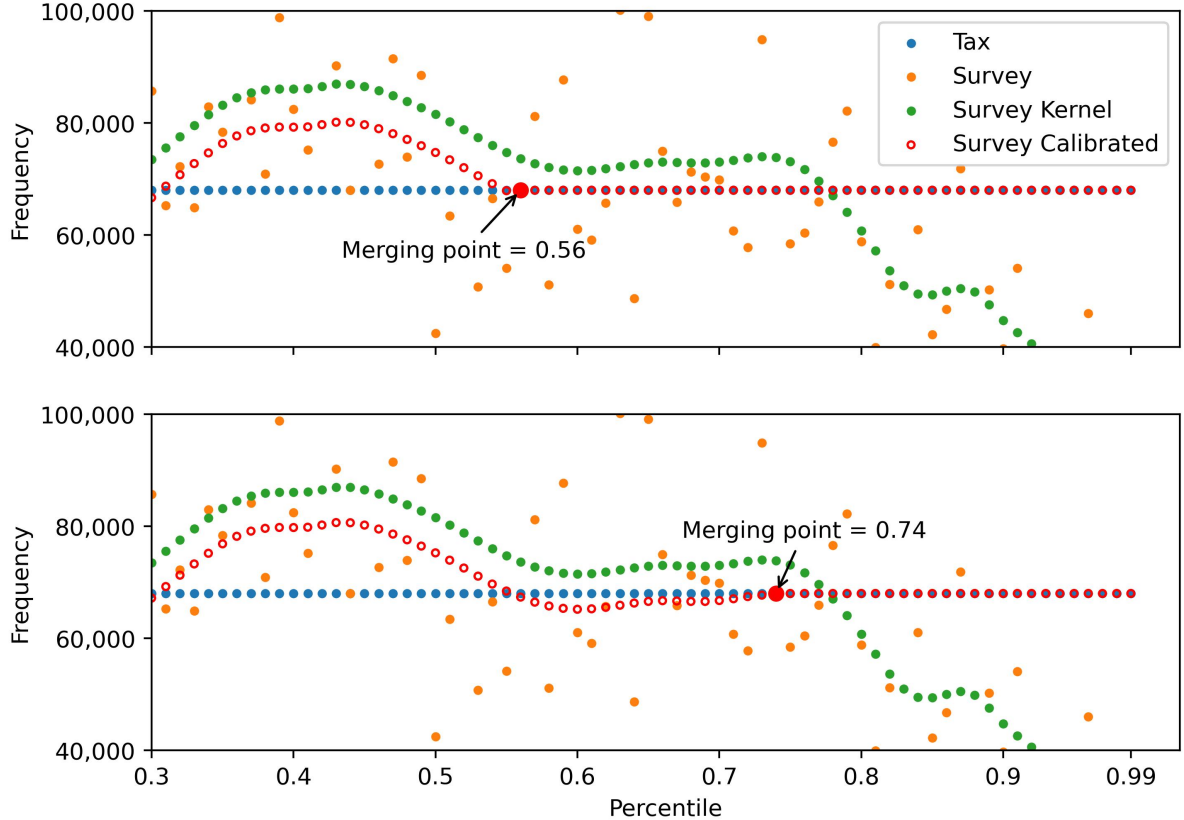 100,000
80,000
60,000
40,000
Frequency
Tax
Survey
Survey Kernel
Survey Calibrated
Merging point = 0.56
100,000
80,000
60,000
40,000
Frequency
Merging point = 0.74
0.3 0.4 0.5 0.6 0.7 0.8 0.9 0.99
Percentile